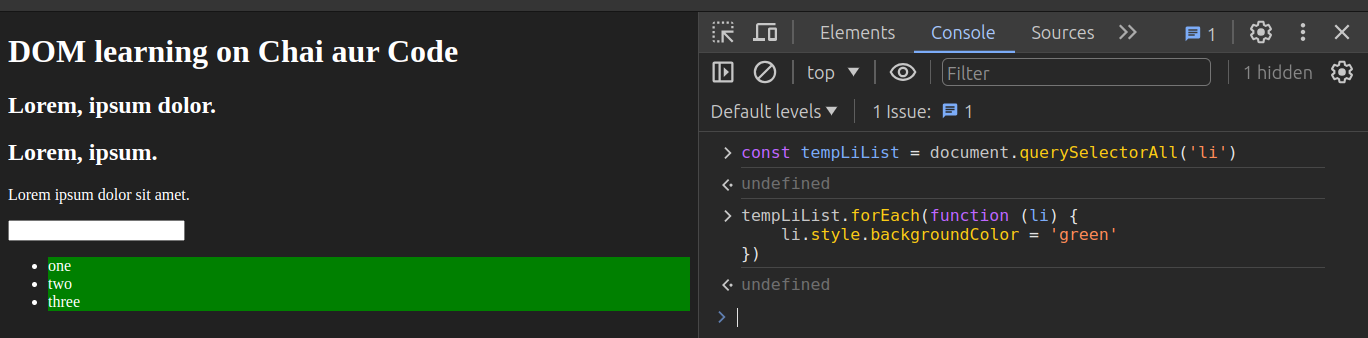 DOM learning on Chai aur Code
Lorem, ipsum dolor.
Lorem, ipsum.
Lorem ipsum dolor sit amet.
one
two
three
Elements Console Sources 1
top Filter 1 hidden
Default levels 1 Issue: 1
const tempLiList = document.querySelectorAll('li')
undefined
tempLiList.forEach(function (li) {
li.style.backgroundColor = 'green'
})
undefined